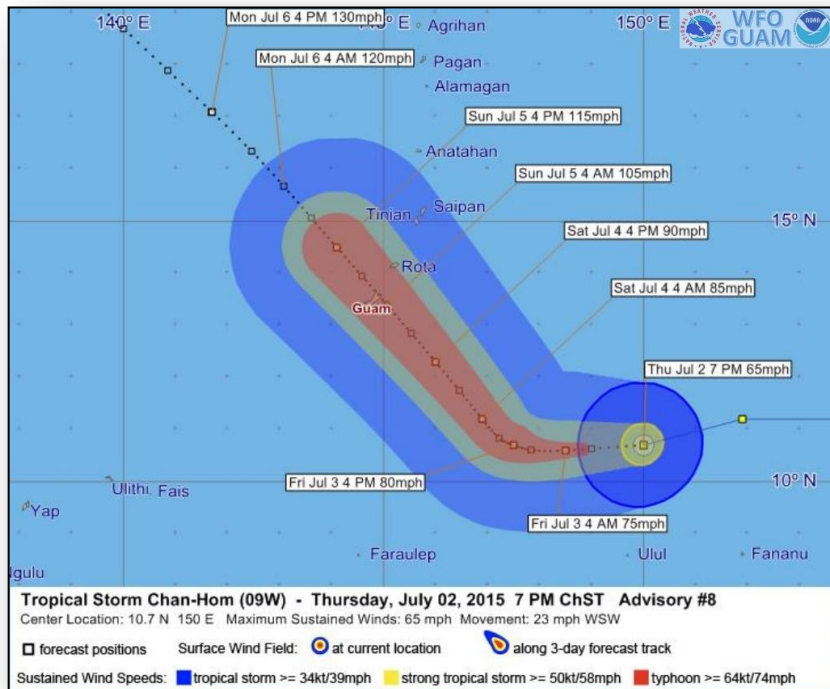 140º E
Mon Jul 6 4 PM 130mph
145º E
Agrihan
150º E
WFO
GUAM
Mon Jul 6 4 AM 120mph
Pagan
Alamagan
Sun Jul 5 4 PM 115mph
Anatahan
Sun Jul 5 4 AM 105mph
Tinian
Saipan
15º N
Sat Jul 4 4 PM 90mph
Rota
Sat Jul 4 4 AM 85mph
Guam
Thu Jul 2 7 PM 65mph
Fri Jul 3 4 PM 80mph
10º N
Ulithi
Fais
Yap
Fri Jul 3 4 AM 75mph
Faraulep
Ulul
Fananu
Ngulu
Tropical Storm Chan-Hom (09W) - Thursday, July 02, 2015 7 PM ChST Advisory #8
Center Location: 10.7 N 150 E Maximum Sustained Winds: 65 mph Movement: 23 mph WSW
forecast positions Surface Wind Field: at current location along 3-day forecast track
Sustained Wind Speeds: tropical storm >= 34kt/39mph strong tropical storm >= 50kt/58mph typhoon >= 64kt/74mph